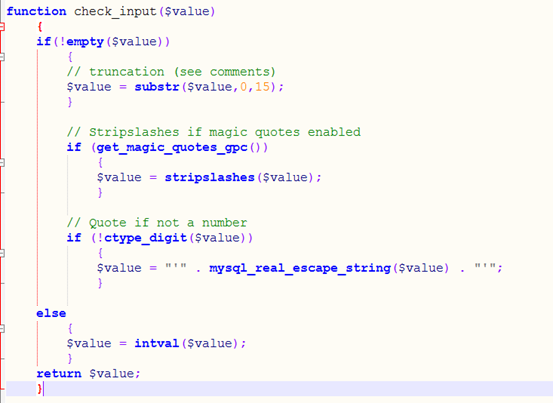 function check_input($value)
{
if(!empty($value))
{
// truncation (see comments)
$value = substr($value,0,15);
}
// Stripslashes if magic quotes enabled
if (get_magic_quotes_gpc())
{
$value = stripslashes($value);
}
// Quote if not a number
if (!ctype_digit($value))
{
$value = "'" . mysql_real_escape_string($value) . "'";
}
else
{
$value = intval($value);
}
return $value;
}